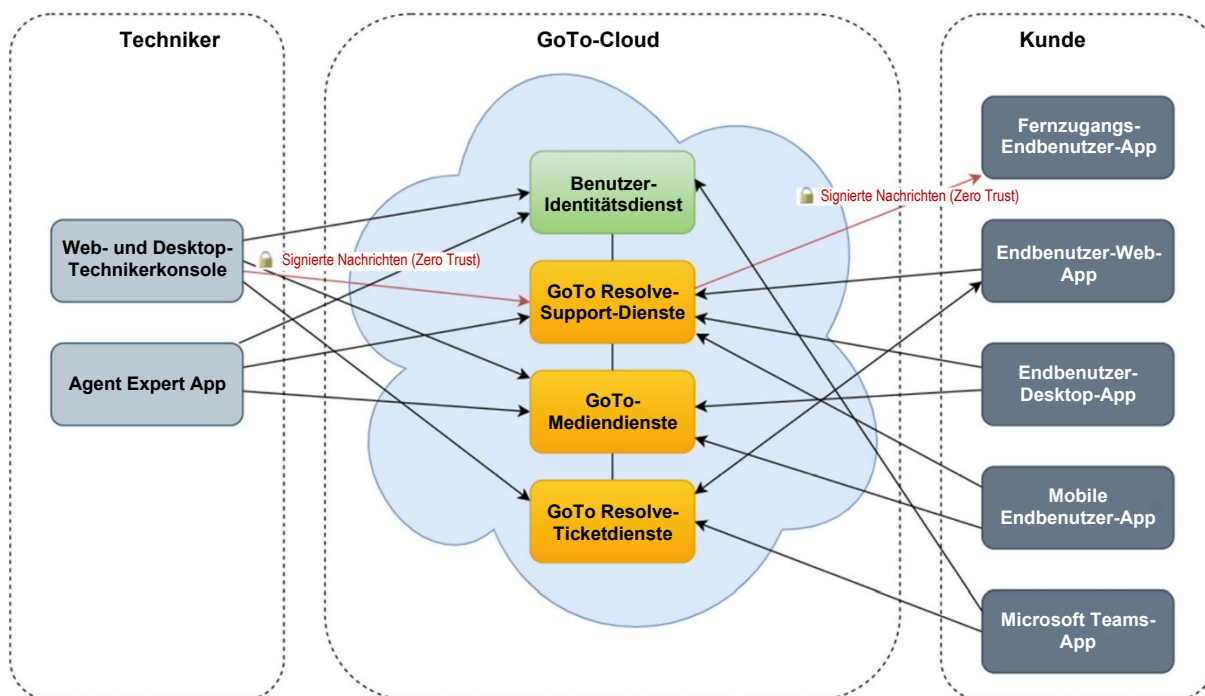 Techniker
GoTo-Cloud
Kunde
Web- und Desktop-
Technikerkonsole
Agent Expert App
Signierte Nachrichten (Zero Trust)
Benutzer-
Identitätsdienst
GoTo Resolve-
Support-Dienste
GoTo-
Mediendienste
GoTo Resolve-
Ticketdienste
Signierte Nachrichten (Zero Trust)
Fernzugangs-
Endbenutzer-App
Endbenutzer-Web-
App
Endbenutzer-
Desktop-App
Mobile
Endbenutzer-App
Microsoft Teams-
App